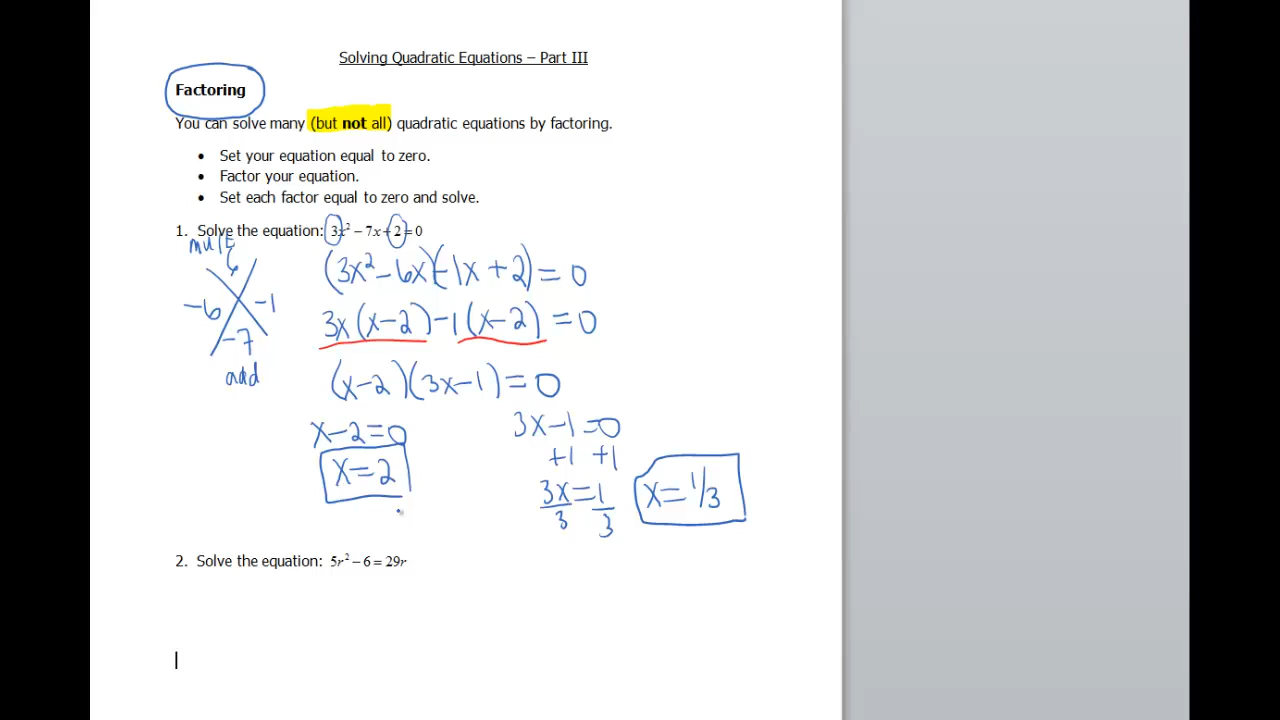 Solving Quadratic Equations – Part III
Factoring
You can solve many (but not all) quadratic equations by factoring.
• Set your equation equal to zero.
• Factor your equation.
• Set each factor equal to zero and solve.
1. Solve the equation: 3x² – 7x + 2 = 0
mult
6
-6 -1
-7
add
(3x² - 6x)(-1x + 2) = 0
3x(x-2) -1(x-2) = 0
(x-2)(3x-1) = 0
x-2=0
x=2
3x-1=0
+1 +1
3x=1
3 3
x=1/3
2. Solve the equation: 5r² – 6 = 29r